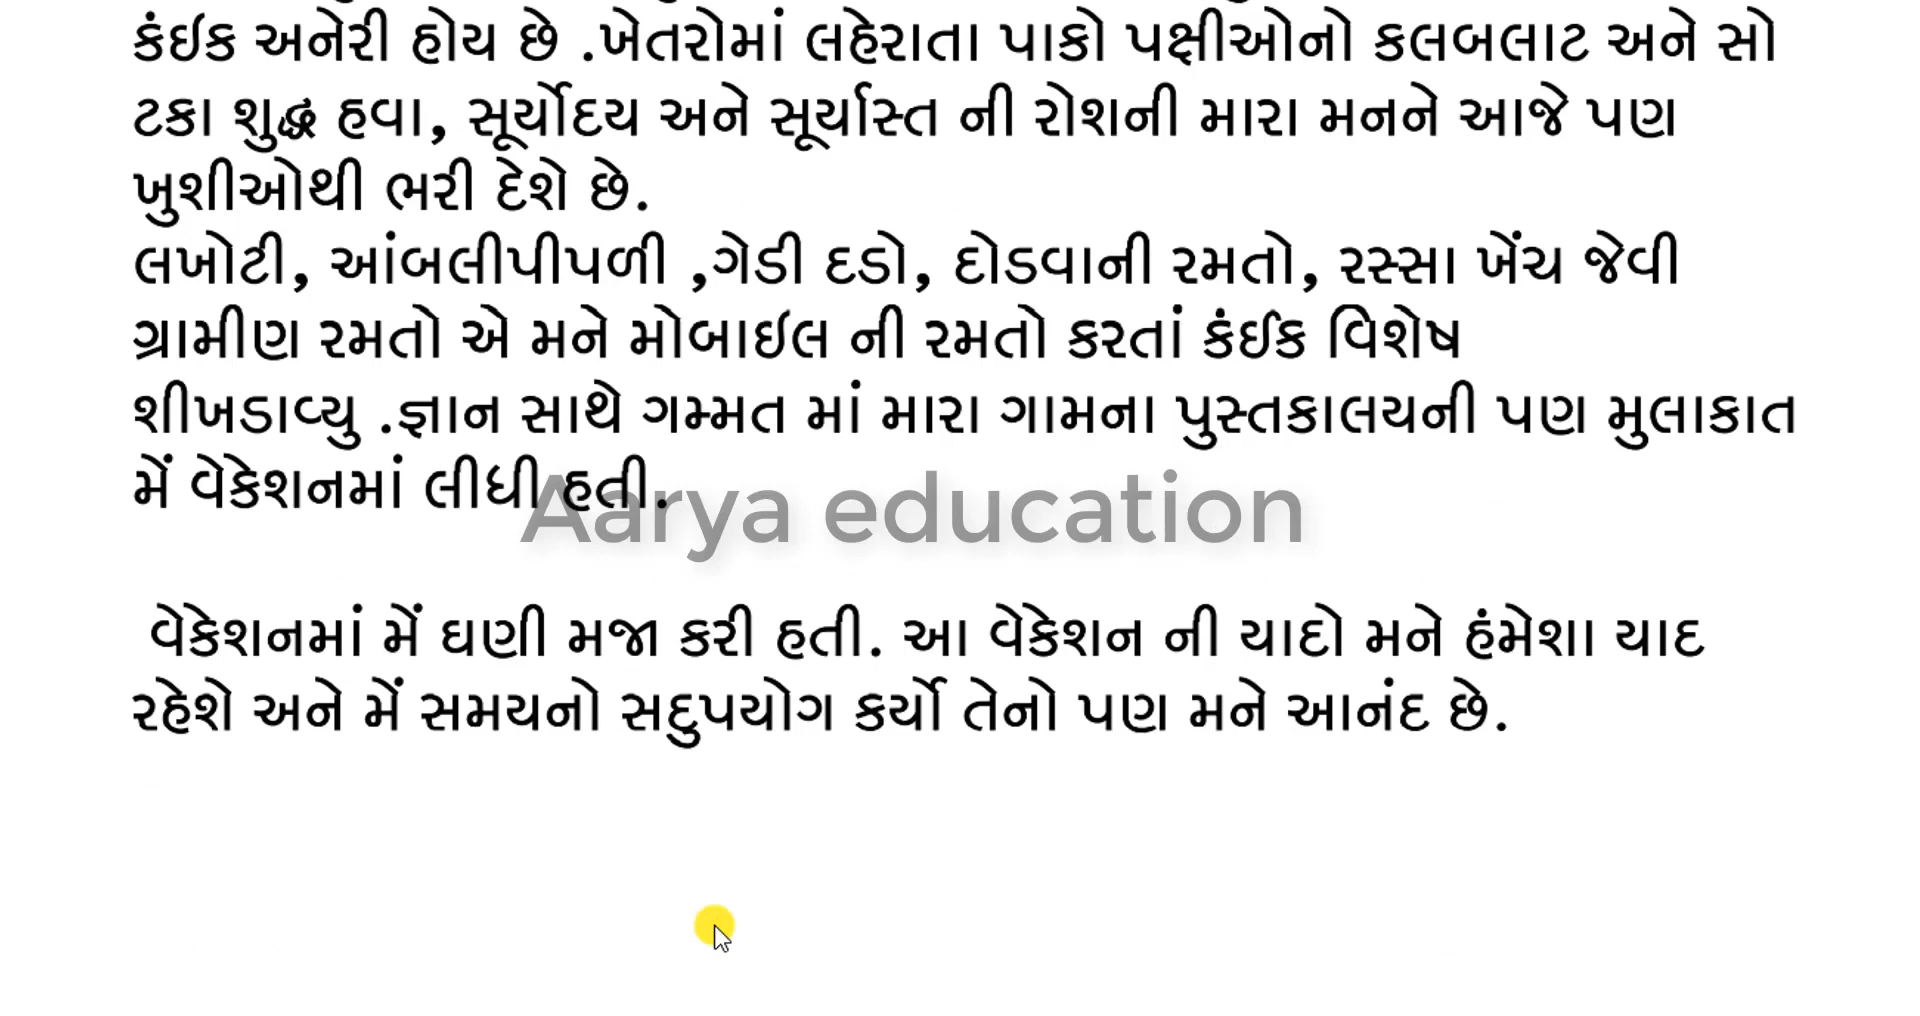 કંઈક અનેરી હોય છે .ખેતરોમાં લહેરાતા પાકો પક્ષીઓનો કલબલાટ અને સો
ટકા શુદ્ધ હવા, સૂર્યોદય અને સૂર્યાસ્ત ની રોશની મારા મનને આજે પણ
ખુશીઓથી ભરી દેશે છે.
લખોટી, આંબલીપીપળી ,ગેડી દડો, દોડવાની રમતો, રસ્સા ખેંચ જેવી
ગ્રામીણ રમતો એ મને મોબાઈલ ની રમતો કરતાં કંઈક વિશેષ
શીખડાવ્યુ .જ્ઞાન સાથે ગમ્મત માં મારા ગામના પુસ્તકાલયની પણ મુલાકાત
મેં વેકેશનમાં લીધી હતી.
Aarya education
વેકેશનમાં મેં ઘણી મજા કરી હતી. આ વેકેશન ની યાદો મને હંમેશા યાદ
રહેશે અને મેં સમયનો સદુપયોગ કર્યો તેનો પણ મને આનંદ છે.